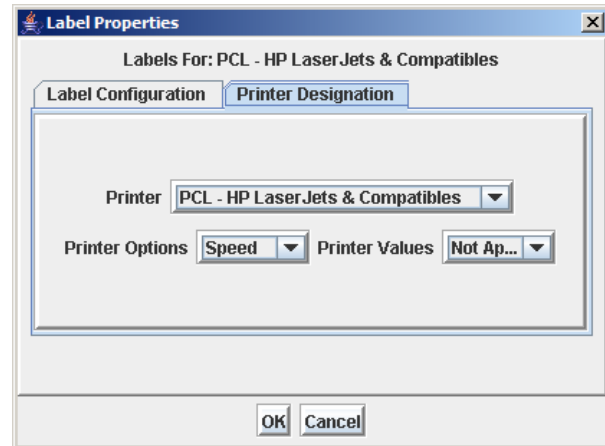 Label Properties
Labels For: PCL - HP LaserJets & Compatibles
Label Configuration Printer Designation
Printer PCL - HP LaserJets & Compatibles
Printer Options Speed Printer Values Not Ap...
OK Cancel